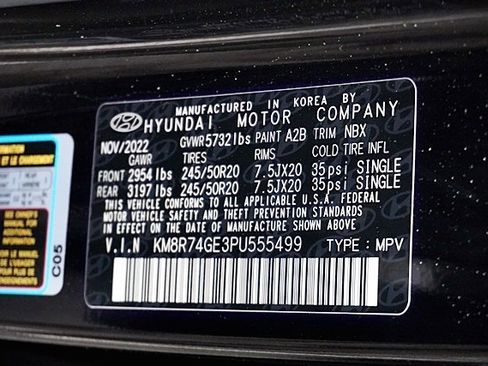 MANUFACTURED IN KOREA BY
HYUNDAI MOTOR COMPANY
NOV/2022 GVWR5732lbs PAINT A2B TRIM NBX
GAWR TIRES RIMS COLD TIRE INFL
FRONT 2954 lbs 245/50R20 7.5JX20 35psi SINGLE
REAR 3197 lbs 245/50R20 7.5JX20 35psi SINGLE
THIS VEHICLE CONFORMS TO ALL APPLICABLE U.S.A. FEDERAL
MOTOR VEHICLE SAFETY AND THEFT PREVENTION STANDARDS
IN EFFECT ON THE DATE OF MANUFACTURE SHOWN ABOVE
V.I.N KM8R74GE3PU555499 TYPE : MPV
C05